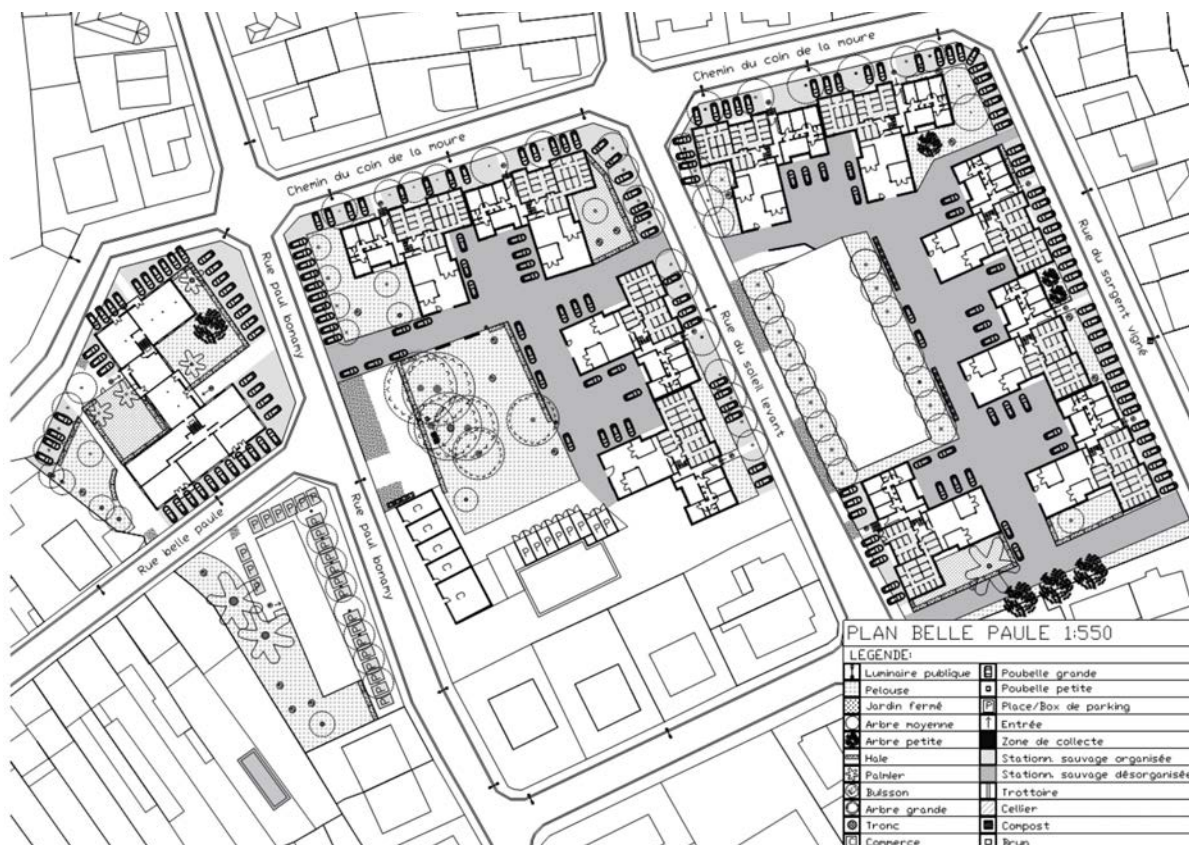 Chemin du coin de la moure
Chemin du coin de la moure
Rue paul bonamy
Rue du sargent vigné
Rue du soleil levant
Rue paul bonamy
Rue belle paule
C
C
C
C
P P P P P P P
P P P P P P
PLAN BELLE PAULE 1:550
LEGENDE:
Luminaire publique
Poubelle grande
Pelouse
Poubelle petite
Jardin fermé
P Place/Box de parking
Arbre moyenne
Entrée
Arbre petite
Zone de collecte
Haie
Stationn. sauvage organisée
Palmier
Stationn. sauvage désorganisée
Buisson
Trottoire
Arbre grande
Cellier
Tronc
Compost
C Commerce
Brun